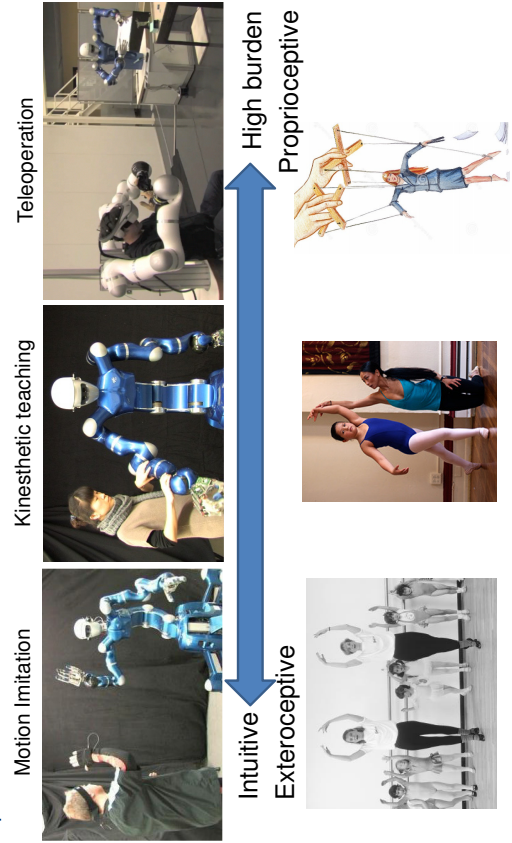 Motion Imitation
Kinesthetic teaching
Teleoperation
Intuitive
High burden
Exteroceptive
Proprioceptive